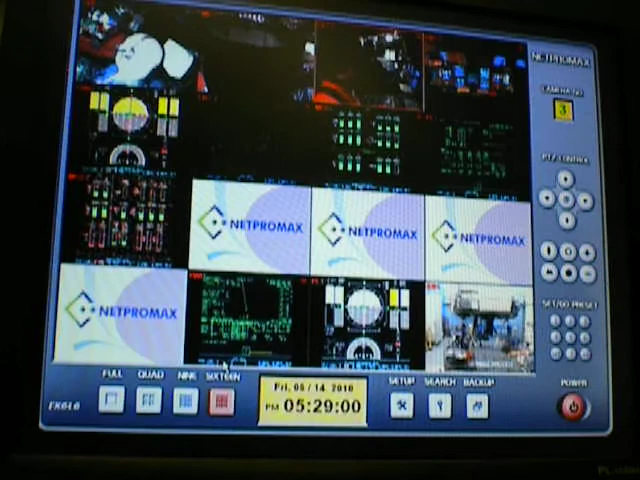 NETPROMAX
CAMERA NO.
3
PTZ CONTROL
NETPROMAX
NETPROMAX
NETPROMAX
NETPROMAX
SET/GO PRESET
FULL QUAD NINE SIXTEEN
Fri, 05 / 14, 2010
PM 05:29:00
SETUP SEARCH BACKUP
POWER